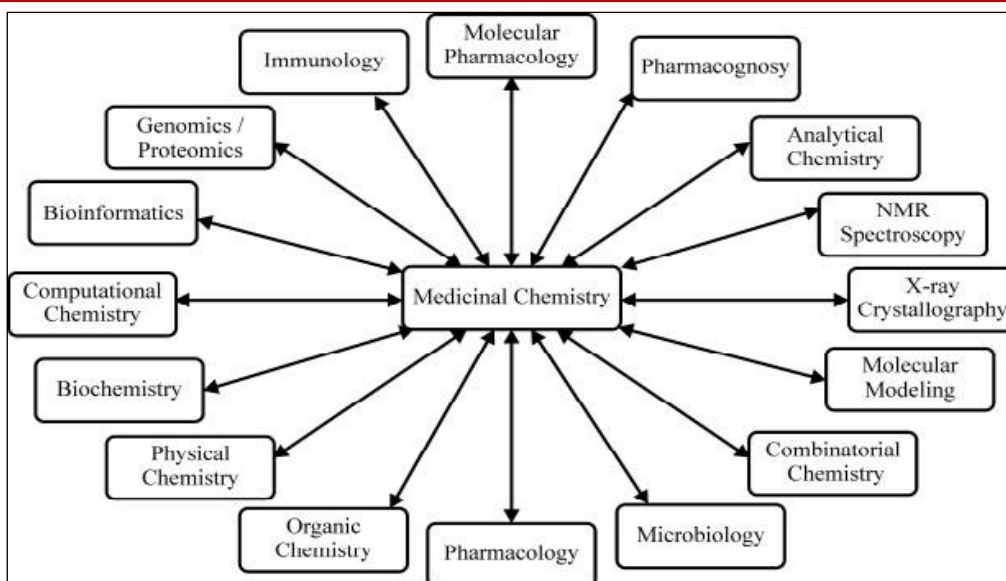 Molecular
Pharmacology
Immunology
Pharmacognosy
Genomics /
Proteomics
Analytical
Chemistry
Bioinformatics
NMR
Spectroscopy
Computational
Chemistry
Medicinal Chemistry
X-ray
Crystallography
Biochemistry
Molecular
Modeling
Physical
Chemistry
Combinatorial
Chemistry
Organic
Chemistry
Pharmacology
Microbiology